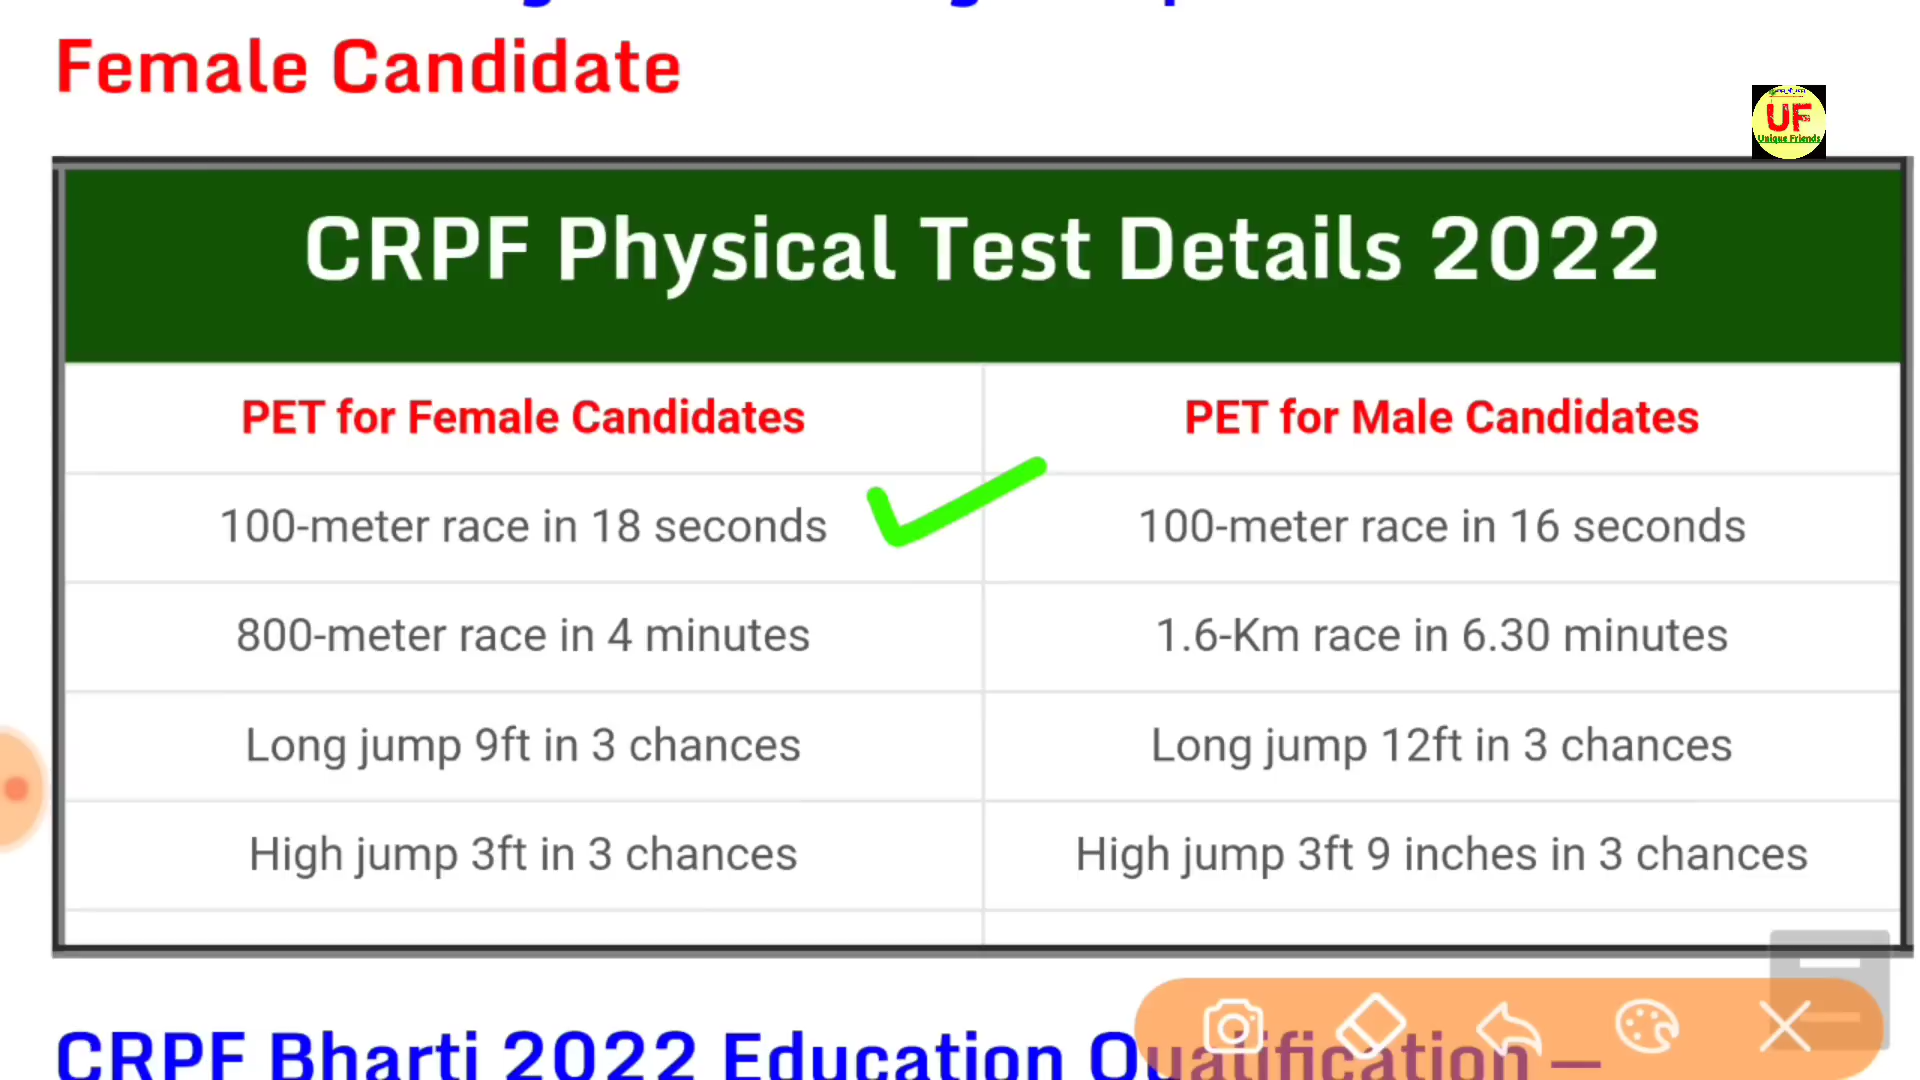 Female Candidate
UF
Unique Friends
CRPF Physical Test Details 2022
PET for Female Candidates PET for Male Candidates
100-meter race in 18 seconds 100-meter race in 16 seconds
800-meter race in 4 minutes 1.6-Km race in 6.30 minutes
Long jump 9ft in 3 chances Long jump 12ft in 3 chances
High jump 3ft in 3 chances High jump 3ft 9 inches in 3 chances
CRPF Bharti 2022 Education Qualification —